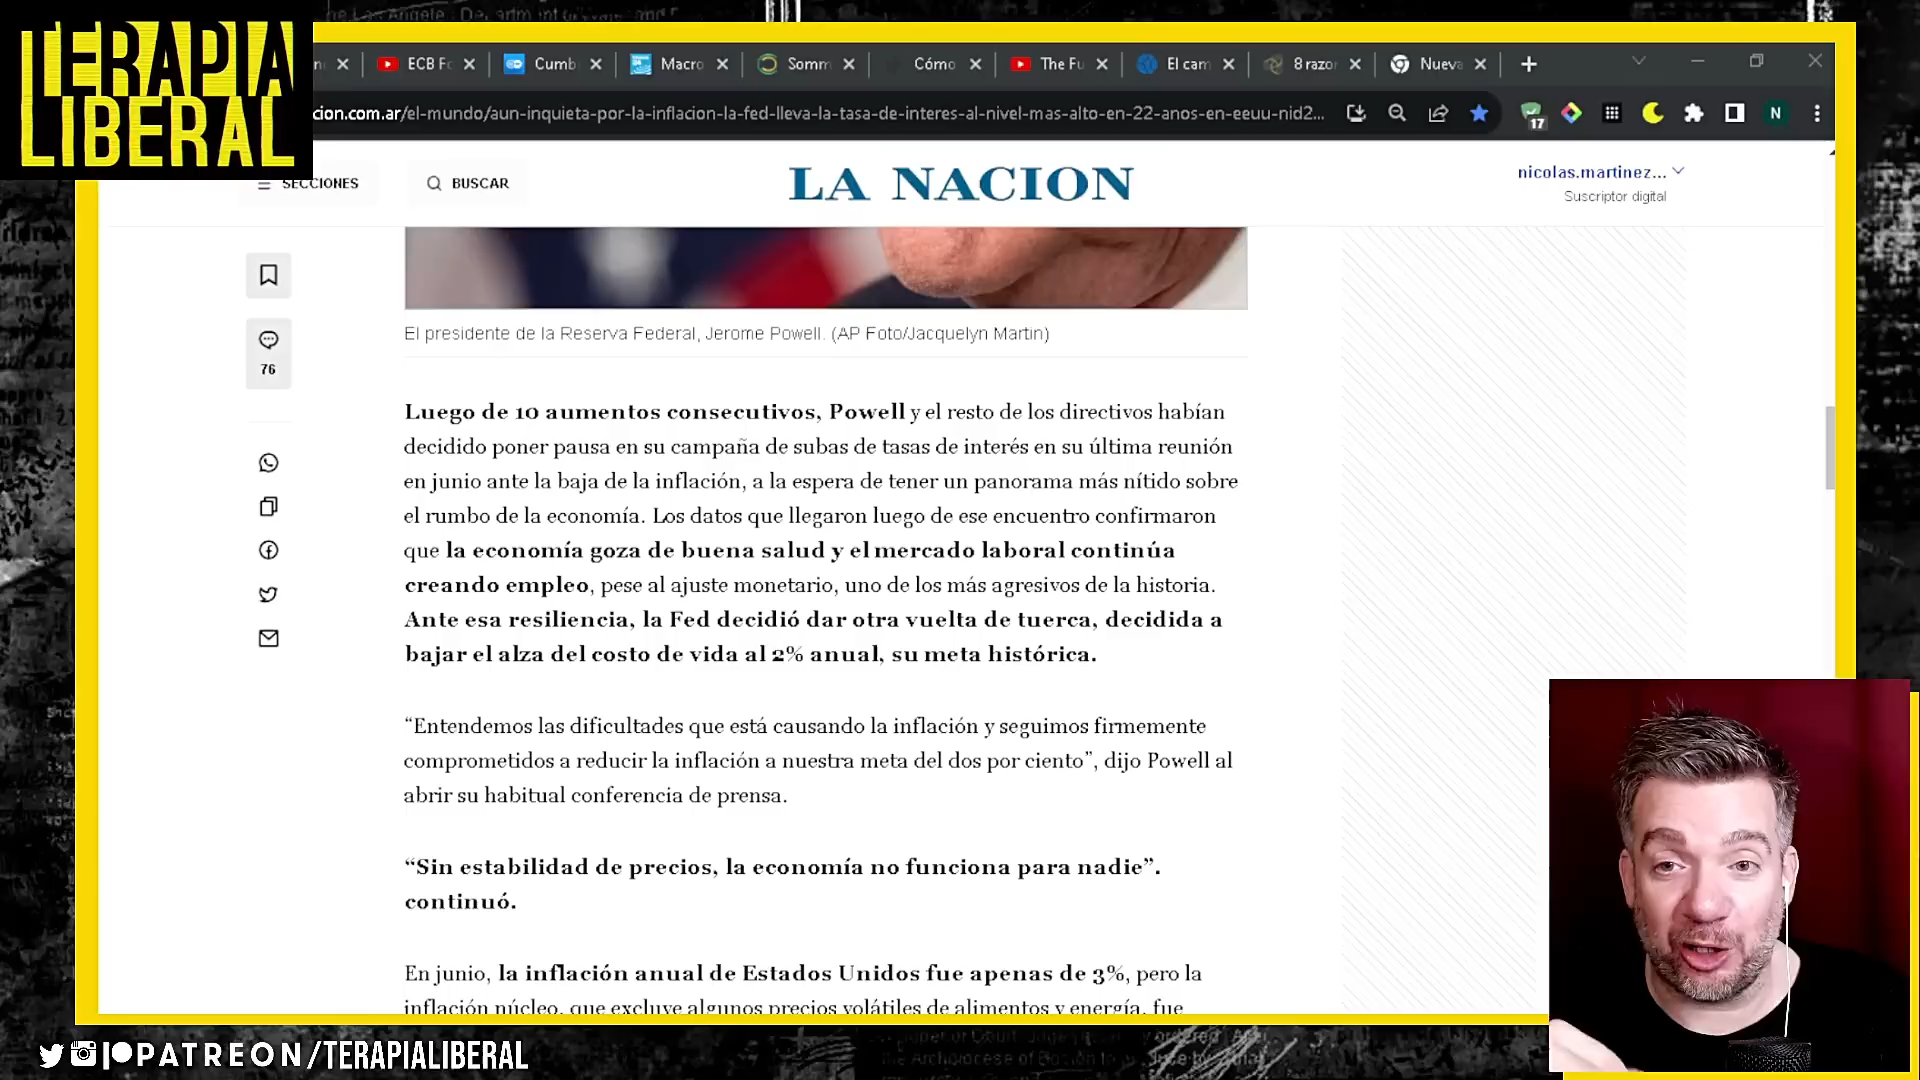 TERAPIA
LIBERAL
ECB Fo
Cumb
Macro
Somm
Cómo
The Fu
El cam
8 razor
Nueva
cion.com.ar/el-mundo/aun-inquieta-por-la-inflacion-la-fed-lleva-la-tasa-de-interes-al-nivel-mas-alto-en-22-anos-en-eeuu-nid2...
17
N
SECCIONES
BUSCAR
LA NACION
nicolas.martinez...
Suscriptor digital
76
El presidente de la Reserva Federal, Jerome Powell. (AP Foto/Jacquelyn Martin)
Luego de 10 aumentos consecutivos, Powell y el resto de los directivos habían
decidido poner pausa en su campaña de subas de tasas de interés en su última reunión
en junio ante la baja de la inflación, a la espera de tener un panorama más nítido sobre
el rumbo de la economía. Los datos que llegaron luego de ese encuentro confirmaron
que la economía goza de buena salud y el mercado laboral continúa
creando empleo, pese al ajuste monetario, uno de los más agresivos de la historia.
Ante esa resiliencia, la Fed decidió dar otra vuelta de tuerca, decidida a
bajar el alza del costo de vida al 2% anual, su meta histórica.
“Entendemos las dificultades que está causando la inflación y seguimos firmemente
comprometidos a reducir la inflación a nuestra meta del dos por ciento”, dijo Powell al
abrir su habitual conferencia de prensa.
“Sin estabilidad de precios, la economía no funciona para nadie”.
continuó.
En junio, la inflación anual de Estados Unidos fue apenas de 3%, pero la
inflación núcleo, que excluye algunos precios volátiles de alimentos y energía, fue
PATREON/TERAPIALIBERAL